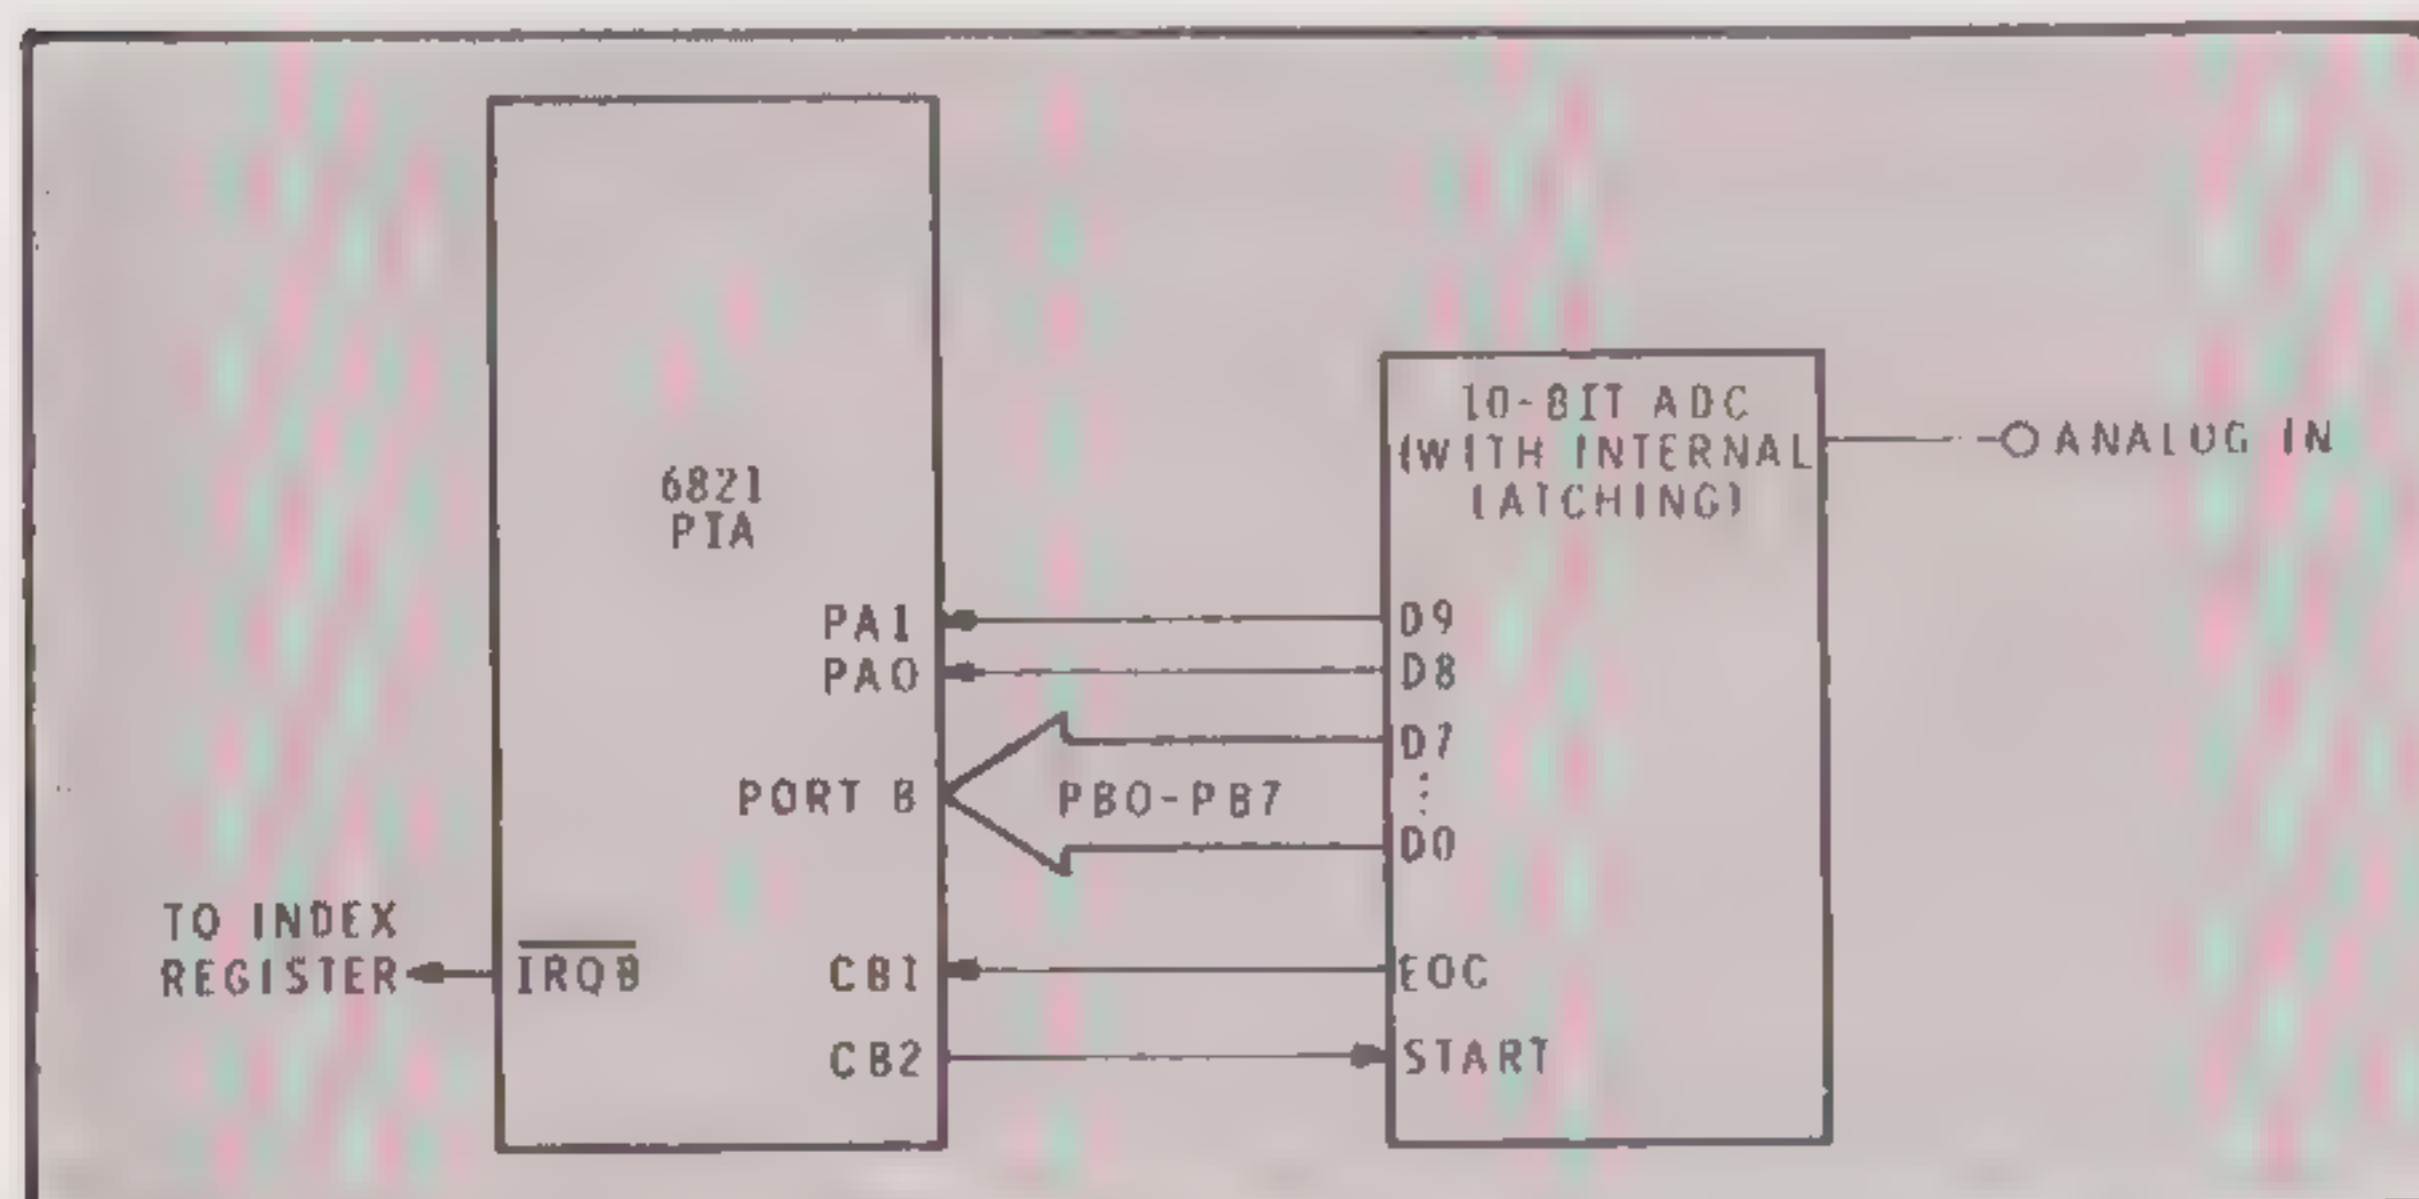 6821
PIA
10-BIT ADC
(WITH INTERNAL
LATCHING)
ANALOG IN
PA1
PA0
PORT B
PB0-PB7
D9
D8
D7
D0
TO INDEX
REGISTER
IRQB
CB1
CB2
EOC
START